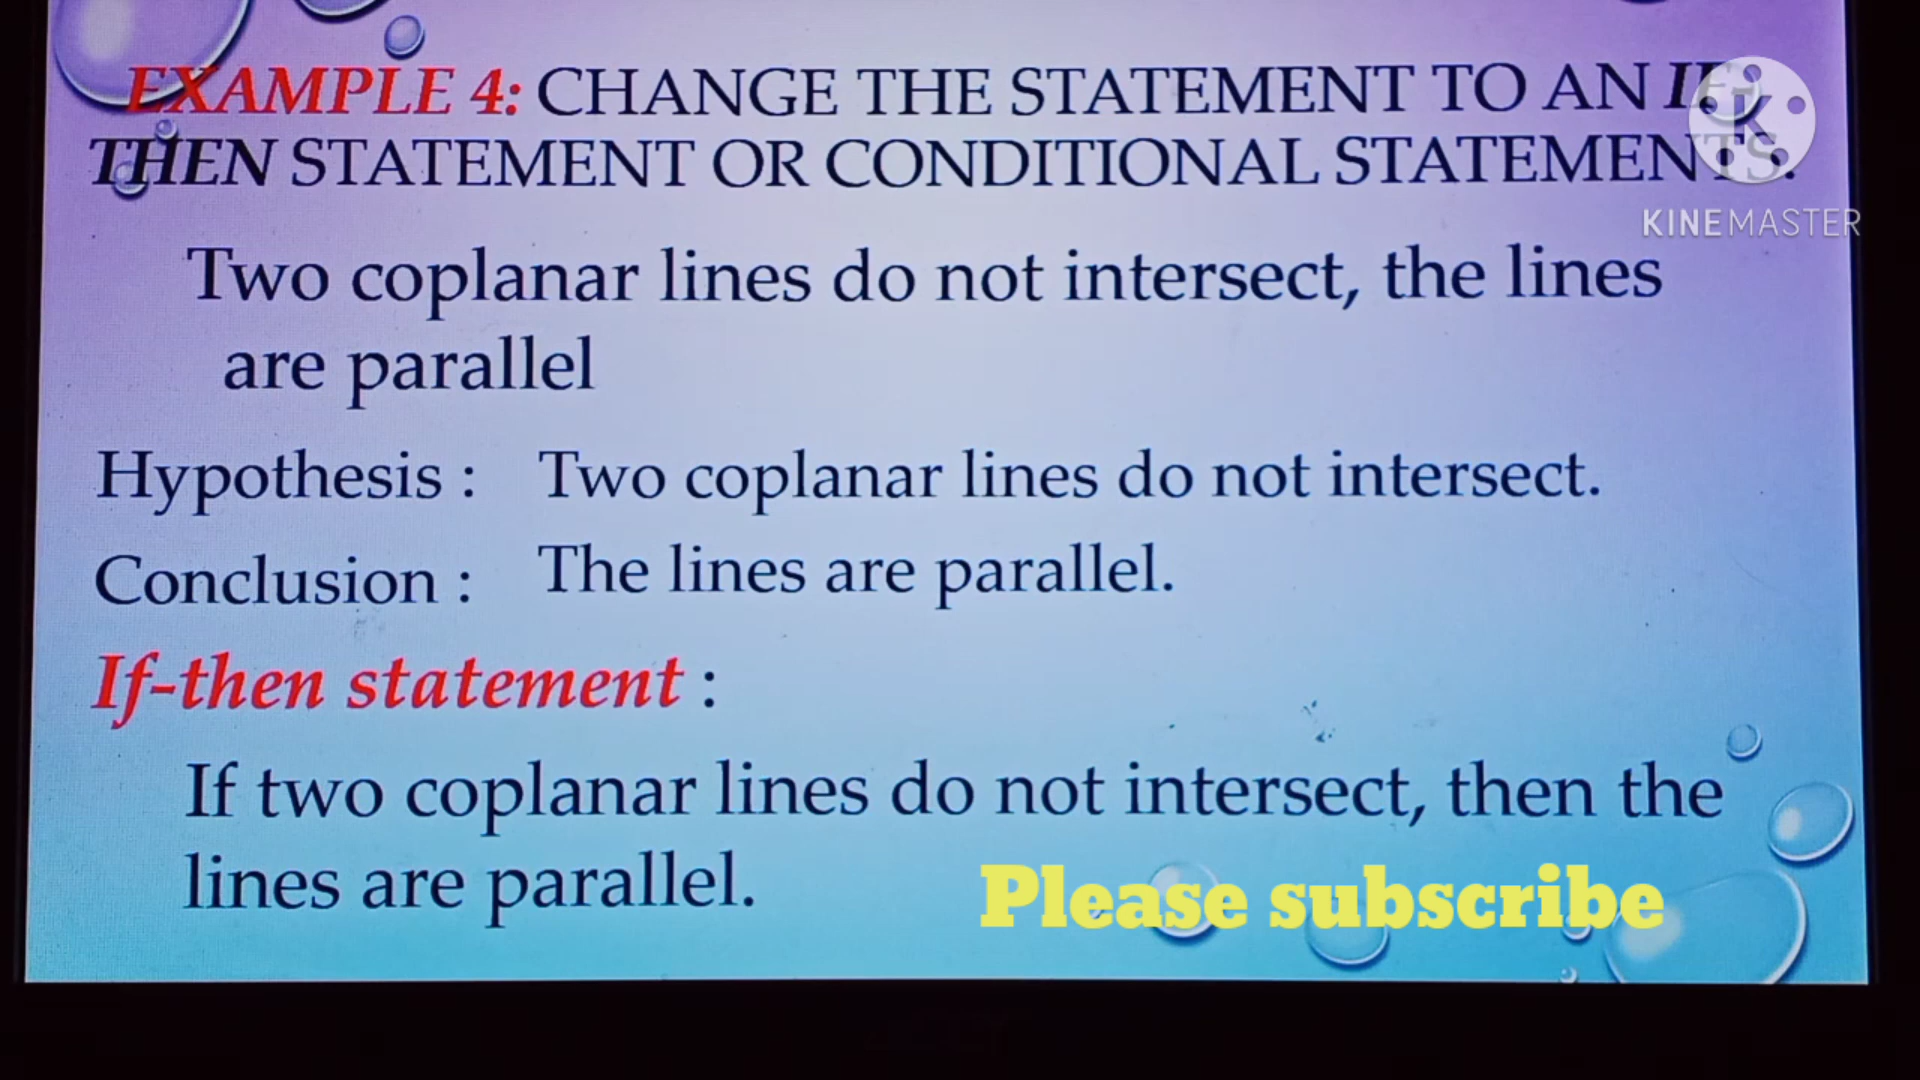 EXAMPLE 4: CHANGE THE STATEMENT TO AN IF-
THEN STATEMENT OR CONDITIONAL STATEMENTS.
KINEMASTER
Two coplanar lines do not intersect, the lines
are parallel
Hypothesis : Two coplanar lines do not intersect.
Conclusion : The lines are parallel.
If-then statement :
If two coplanar lines do not intersect, then the
lines are parallel.
Please subscribe